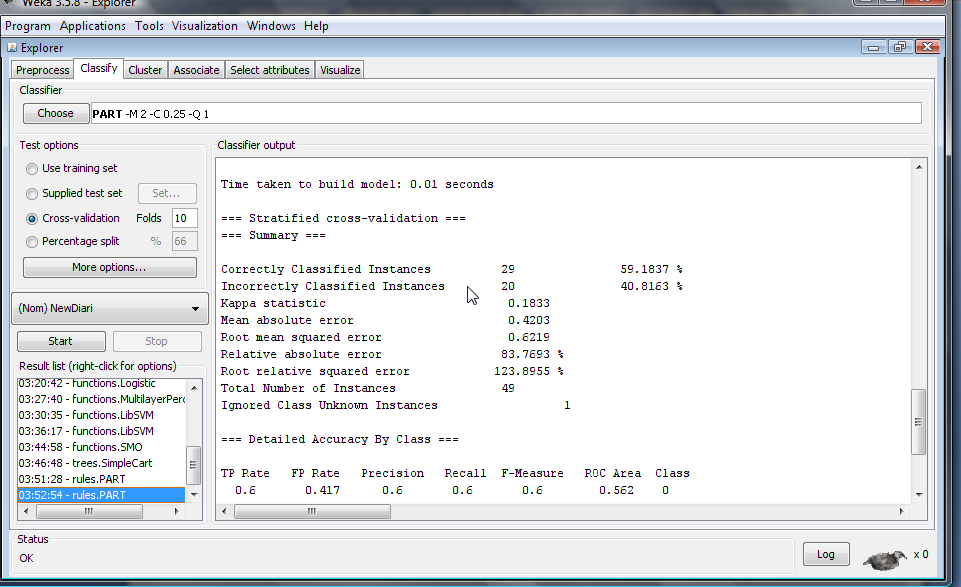 Weka 3.5.8 - Explorer
Program Applications Tools Visualization Windows Help
Explorer
Preprocess Classify Cluster Associate Select attributes Visualize
Classifier
Choose PART -M 2 -C 0.25 -Q 1
Test options
Use training set
Supplied test set Set...
Cross-validation Folds 10
Percentage split % 66
More options...
(Nom) NewDiari
Start Stop
Result list (right-click for options)
03:20:42 - functions.Logistic
03:27:40 - functions.MultilayerPerc
03:30:35 - functions.LibSVM
03:36:17 - functions.LibSVM
03:44:58 - functions.SMO
03:46:48 - trees.SimpleCart
03:51:28 - rules.PART
03:52:54 - rules.PART
Classifier output
Time taken to build model: 0.01 seconds
=== Stratified cross-validation ===
=== Summary ===
Correctly Classified Instances 29 59.1837 %
Incorrectly Classified Instances 20 40.8163 %
Kappa statistic 0.1833
Mean absolute error 0.4203
Root mean squared error 0.6219
Relative absolute error 83.7693 %
Root relative squared error 123.8955 %
Total Number of Instances 49
Ignored Class Unknown Instances 1
=== Detailed Accuracy By Class ===
TP Rate FP Rate Precision Recall F-Measure ROC Area Class
0.6 0.417 0.6 0.6 0.6 0.562 0
Status
OK
Log x 0